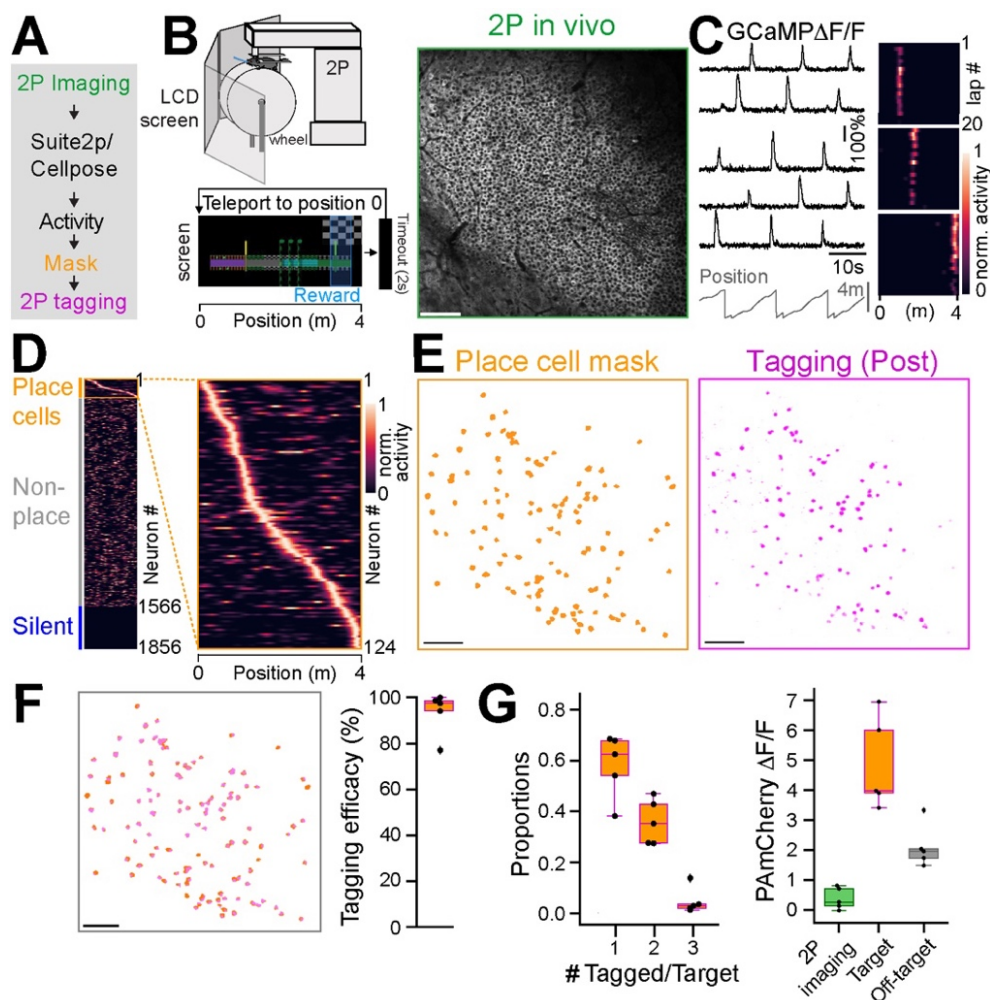 A
2P Imaging
Suite2p/
Cellpose
Activity
Mask
2P tagging
B
LCD
screen
2P
wheel
Teleport to position 0
screen
Timeout (2s)
Reward
0 Position (m) 4
2P in vivo
C
GCaMPΔF/F
100%
10s
Position
4m
1
lap #
20
1
norm. activity
0
0 (m) 4
D
Place
cells
Non-
place
Silent
1
Neuron #
1566
1856
1
1
norm.
activity
0
Neuron #
124
0 Position (m) 4
E
Place cell mask
Tagging (Post)
F
Tagging efficacy (%)
100
80
60
40
20
0
G
Proportions
0.8
0.6
0.4
0.2
0.0
1 2 3
# Tagged/Target
PAmCherry ΔF/F
7
6
5
4
3
2
1
0
2P
imaging
Target
Off-target